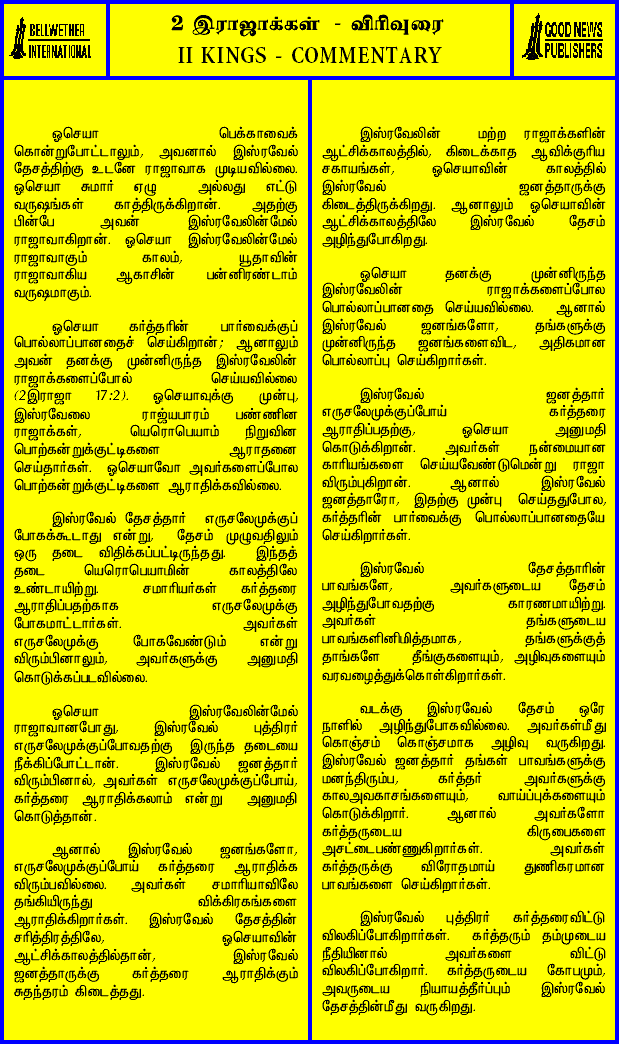 BELLWETHER
INTERNATIONAL
2 இராஜாக்கள் - விரிவுரை
II KINGS - COMMENTARY
GOOD NEWS
PUBLISHERS
ஓசெயா பெக்காவைக்
கொன்றுபோட்டாலும், அவனால் இஸ்ரவேல்
தேசத்திற்கு உடனே ராஜாவாக முடியவில்லை.
ஓசெயா சுமார் ஏழு அல்லது எட்டு
வருஷங்கள் காத்திருக்கிறான். அதற்கு
பின்பே அவன் இஸ்ரவேலின்மேல்
ராஜாவாகிறான். ஓசெயா இஸ்ரவேலின்மேல்
ராஜாவாகும் காலம், யூதாவின்
ராஜாவாகிய ஆகாசின் பன்னிரண்டாம்
வருஷமாகும்.
ஓசெயா கர்த்தரின் பார்வைக்குப்
பொல்லாப்பானதைச் செய்கிறான்; ஆனாலும்
அவன் தனக்கு முன்னிருந்த இஸ்ரவேலின்
ராஜாக்களைப்போல் செய்யவில்லை
(2இராஜா 17:2). ஓசெயாவுக்கு முன்பு,
இஸ்ரவேலை ராஜ்யபாரம் பண்ணின
ராஜாக்கள், யெரொபெயாம் நிறுவின
பொற்கன்றுக்குட்டிகளை ஆராதனை
செய்தார்கள். ஓசெயாவோ அவர்களைப்போல
பொற்கன்றுக்குட்டிகளை ஆராதிக்கவில்லை.
இஸ்ரவேல் தேசத்தார் எருசலேமுக்குப்
போகக்கூடாது என்று, தேசம் முழுவதிலும்
ஒரு தடை விதிக்கப்பட்டிருந்தது. இந்தத்
தடை யெரொபெயாமின் காலத்திலே
உண்டாயிற்று. சமாரியர்கள் கர்த்தரை
ஆராதிப்பதற்காக எருசலேமுக்கு
போகமாட்டார்கள். அவர்கள்
எருசலேமுக்கு போகவேண்டும் என்று
விரும்பினாலும், அவர்களுக்கு அனுமதி
கொடுக்கப்படவில்லை.
ஓசெயா இஸ்ரவேலின்மேல்
ராஜாவானபோது, இஸ்ரவேல் புத்திரர்
எருசலேமுக்குப்போவதற்கு இருந்த தடையை
நீக்கிப்போட்டான். இஸ்ரவேல் ஜனத்தார்
விரும்பினால், அவர்கள் எருசலேமுக்குப்போய்,
கர்த்தரை ஆராதிக்கலாம் என்று அனுமதி
கொடுத்தான்.
ஆனால் இஸ்ரவேல் ஜனங்களோ,
எருசலேமுக்குப்போய் கர்த்தரை ஆராதிக்க
விரும்பவில்லை. அவர்கள் சமாரியாவிலே
தங்கியிருந்து விக்கிரகங்களை
ஆராதிக்கிறார்கள். இஸ்ரவேல் தேசத்தின்
சரித்திரத்திலே, ஓசெயாவின்
ஆட்சிக்காலத்தில்தான், இஸ்ரவேல்
ஜனத்தாருக்கு கர்த்தரை ஆராதிக்கும்
சுதந்தரம் கிடைத்தது.
இஸ்ரவேலின் மற்ற ராஜாக்களின்
ஆட்சிக்காலத்தில், கிடைக்காத ஆவிக்குரிய
சகாயங்கள், ஓசெயாவின் காலத்தில்
இஸ்ரவேல் ஜனத்தாருக்கு
கிடைத்திருக்கிறது. ஆனாலும் ஓசெயாவின்
ஆட்சிக்காலத்திலே இஸ்ரவேல் தேசம்
அழிந்துபோகிறது.
ஓசெயா தனக்கு முன்னிருந்த
இஸ்ரவேலின் ராஜாக்களைப்போல
பொல்லாப்பானதை செய்யவில்லை. ஆனால்
இஸ்ரவேல் ஜனங்களோ, தங்களுக்கு
முன்னிருந்த ஜனங்களைவிட, அதிகமான
பொல்லாப்பு செய்கிறார்கள்.
இஸ்ரவேல் ஜனத்தார்
எருசலேமுக்குப்போய் கர்த்தரை
ஆராதிப்பதற்கு, ஓசெயா அனுமதி
கொடுக்கிறான். அவர்கள் நன்மையான
காரியங்களை செய்யவேண்டுமென்று ராஜா
விரும்புகிறான். ஆனால் இஸ்ரவேல்
ஜனத்தாரோ, இதற்கு முன்பு செய்ததுபோல,
கர்த்தரின் பார்வைக்கு பொல்லாப்பானதையே
செய்கிறார்கள்.
இஸ்ரவேல் தேசத்தாரின்
பாவங்களே, அவர்களுடைய தேசம்
அழிந்துபோவதற்கு காரணமாயிற்று.
அவர்கள் தங்களுடைய
பாவங்களினிமித்தமாக, தங்களுக்குத்
தாங்களே தீங்குகளையும், அழிவுகளையும்
வரவழைத்துக்கொள்கிறார்கள்.
வடக்கு இஸ்ரவேல் தேசம் ஒரே
நாளில் அழிந்துபோகவில்லை. அவர்கள்மீது
கொஞ்சம் கொஞ்சமாக அழிவு வருகிறது.
இஸ்ரவேல் ஜனத்தார் தங்கள் பாவங்களுக்கு
மனந்திரும்ப, கர்த்தர் அவர்களுக்கு
காலஅவகாசங்களையும், வாய்ப்புக்களையும்
கொடுக்கிறார். ஆனால் அவர்களோ
கர்த்தருடைய கிருபைகளை
அசட்டைபண்ணுகிறார்கள். அவர்கள்
கர்த்தருக்கு விரோதமாய் துணிகரமான
பாவங்களை செய்கிறார்கள்.
இஸ்ரவேல் புத்திரர் கர்த்தரைவிட்டு
விலகிப்போகிறார்கள். கர்த்தரும் தம்முடைய
நீதியினால் அவர்களை விட்டு
விலகிப்போகிறார். கர்த்தருடைய கோபமும்,
அவருடைய நியாயத்தீர்ப்பும் இஸ்ரவேல்
தேசத்தின்மீது வருகிறது.